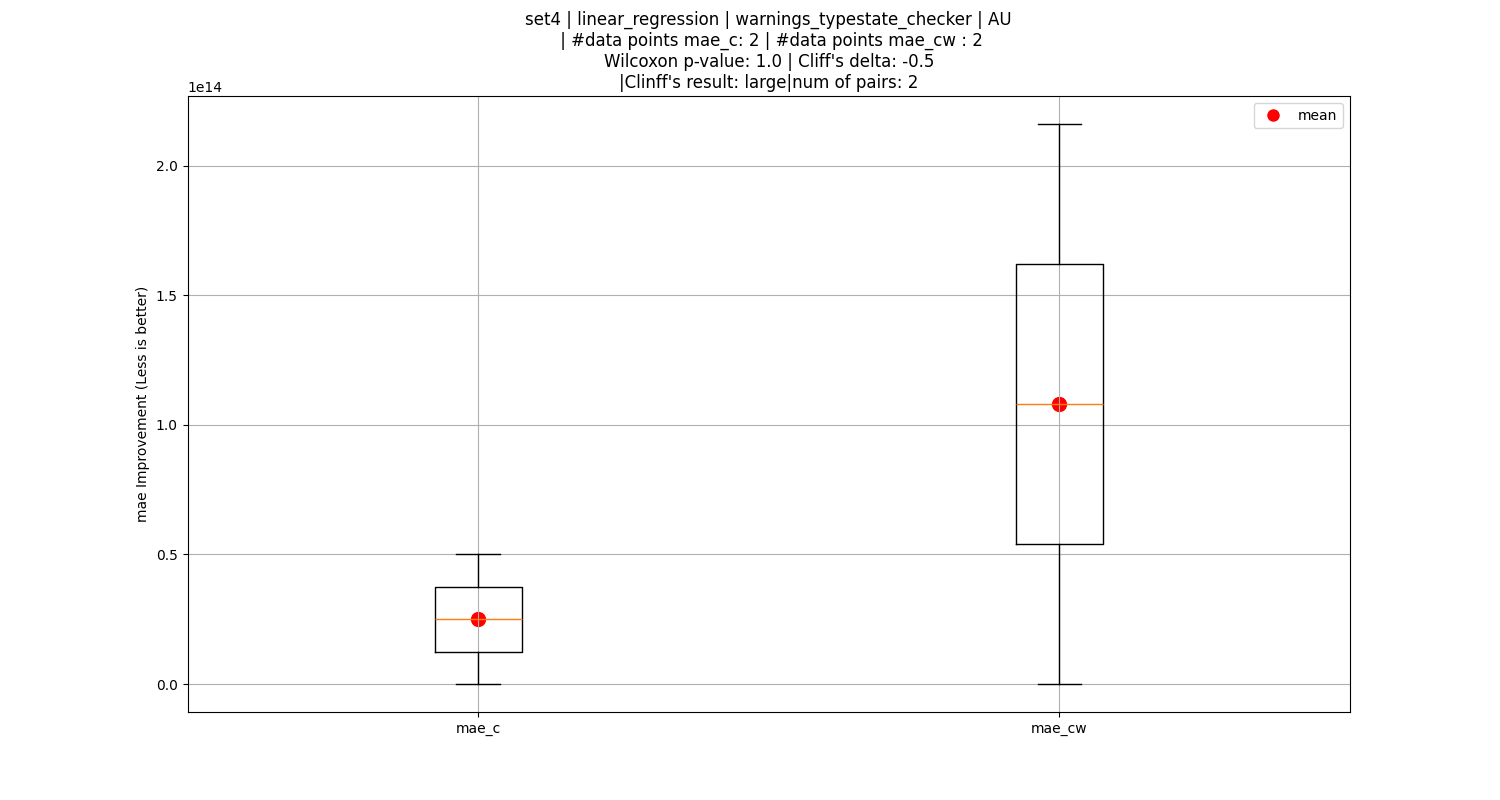 set4 | linear_regression | warnings_typestate_checker | AU
| #data points mae_c: 2 | #data points mae_cw : 2
Wilcoxon p-value: 1.0 | Cliff's delta: -0.5
|Clinff's result: large|num of pairs: 2
1e14
mean
2.0
1.5
1.0
0.5
0.0
mae Improvement (Less is better)
mae_c
mae_cw